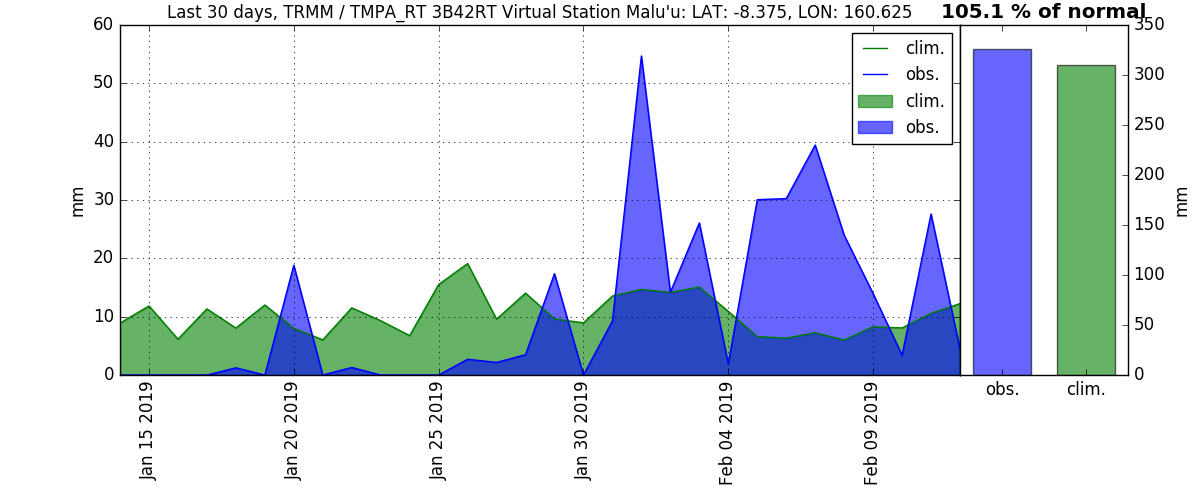 Last 30 days, TRMM / TMPA_RT 3B42RT Virtual Station Malu'u: LAT: -8.375, LON: 160.625
105.1 % of normal
60
50
40
30
20
10
0
mm
clim.
obs.
clim.
obs.
350
300
250
200
150
100
50
0
mm
obs.
clim.
Jan 15 2019
Jan 20 2019
Jan 25 2019
Jan 30 2019
Feb 04 2019
Feb 09 2019